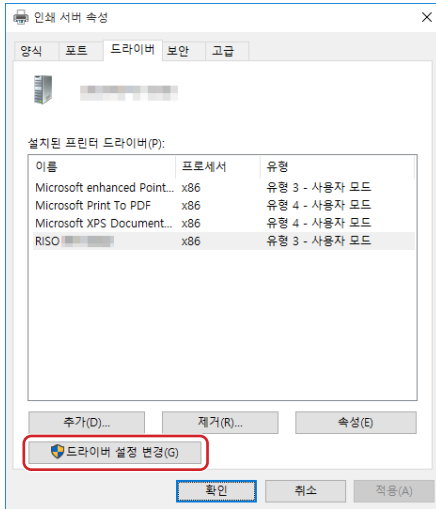 인쇄 서버 속성
양식 포트 드라이버 보안 고급
설치된 프린터 드라이버(P):
이름 프로세서 유형
Microsoft enhanced Point... x86 유형 3 - 사용자 모드
Microsoft Print To PDF x86 유형 4 - 사용자 모드
Microsoft XPS Document... x86 유형 4 - 사용자 모드
RISO x86 유형 3 - 사용자 모드
추가(D)... 제거(R)... 속성(E)
드라이버 설정 변경(G)
확인 취소 적용(A)